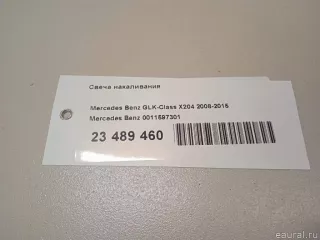 Свеча накаливания
Mercedes Benz GLK-Class X204 2008-2015
Mercedes Benz 0011597301
23 489 460
eaural.ru